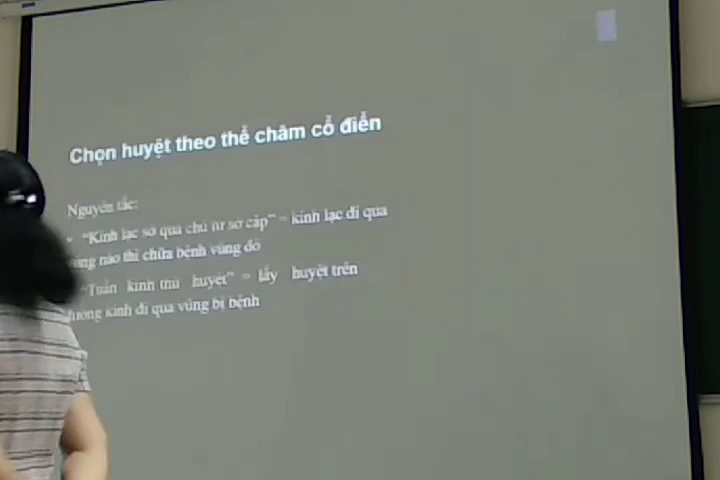 Chọn huyệt theo thể châm cổ điển
Nguyên tắc:
- “Kinh lạc sở qua chủ trị sở cập” - kinh lạc đi qua
vùng nào thì chữa bệnh vùng đó
“Tuần kinh thủ huyệt” = lấy huyệt trên
đường kinh đi qua vùng bị bệnh